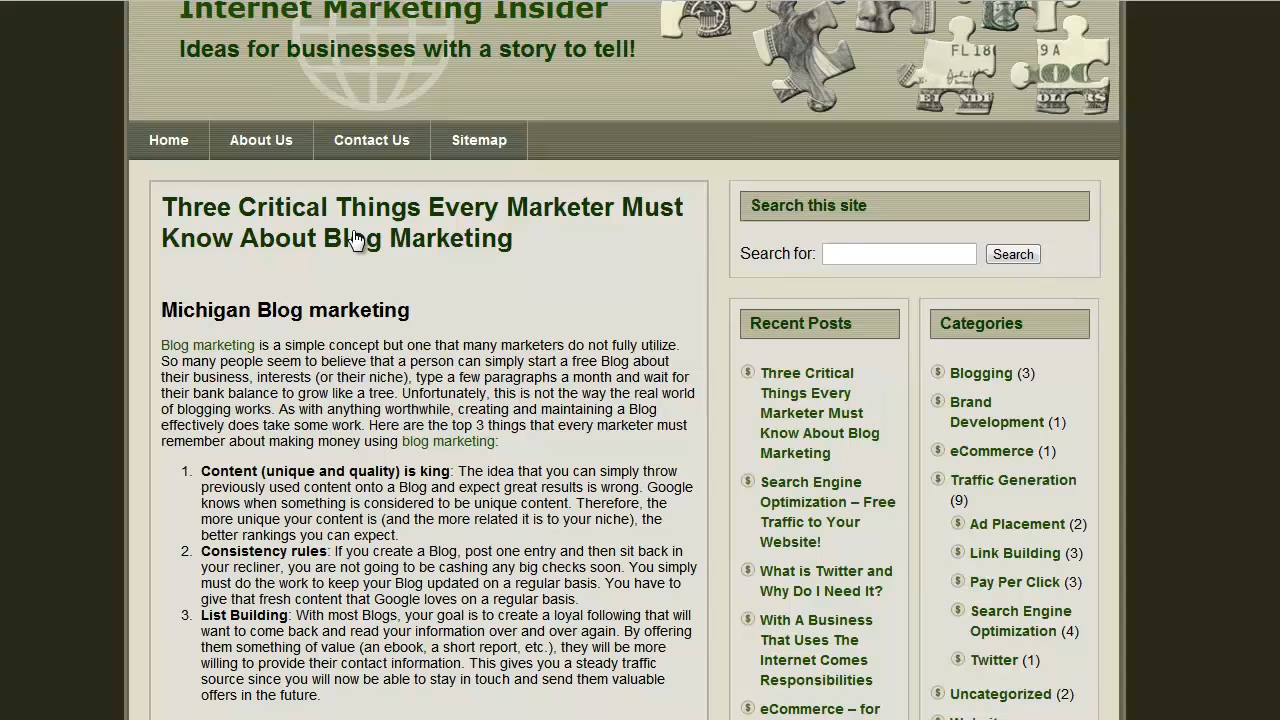 Internet Marketing Insider
Ideas for businesses with a story to tell!
FL 18
9 A
100
Home
About Us
Contact Us
Sitemap
Three Critical Things Every Marketer Must
Know About Blog Marketing
Michigan Blog marketing
Blog marketing is a simple concept but one that many marketers do not fully utilize.
So many people seem to believe that a person can simply start a free Blog about
their business, interests (or their niche), type a few paragraphs a month and wait for
their bank balance to grow like a tree. Unfortunately, this is not the way the real world
of blogging works. As with anything worthwhile, creating and maintaining a Blog
effectively does take some work. Here are the top 3 things that every marketer must
remember about making money using blog marketing:
1. Content (unique and quality) is king: The idea that you can simply throw
previously used content onto a Blog and expect great results is wrong. Google
knows when something is considered to be unique content. Therefore, the
more unique your content is (and the more related it is to your niche), the
better rankings you can expect.
2. Consistency rules: If you create a Blog, post one entry and then sit back in
your recliner, you are not going to be cashing any big checks soon. You simply
must do the work to keep your Blog updated on a regular basis. You have to
give that fresh content that Google loves on a regular basis.
3. List Building: With most Blogs, your goal is to create a loyal following that will
want to come back and read your information over and over again. By offering
them something of value (an ebook, a short report, etc.), they will be more
willing to provide their contact information. This gives you a steady traffic
source since you will now be able to stay in touch and send them valuable
offers in the future.
Search this site
Search for:
Search
Recent Posts
Three Critical
Things Every
Marketer Must
Know About Blog
Marketing
Search Engine
Optimization – Free
Traffic to Your
Website!
What is Twitter and
Why Do I Need It?
With A Business
That Uses The
Internet Comes
Responsibilities
eCommerce – for
Categories
Blogging (3)
Brand
Development (1)
eCommerce (1)
Traffic Generation
(9)
Ad Placement (2)
Link Building (3)
Pay Per Click (3)
Search Engine
Optimization (4)
Twitter (1)
Uncategorized (2)